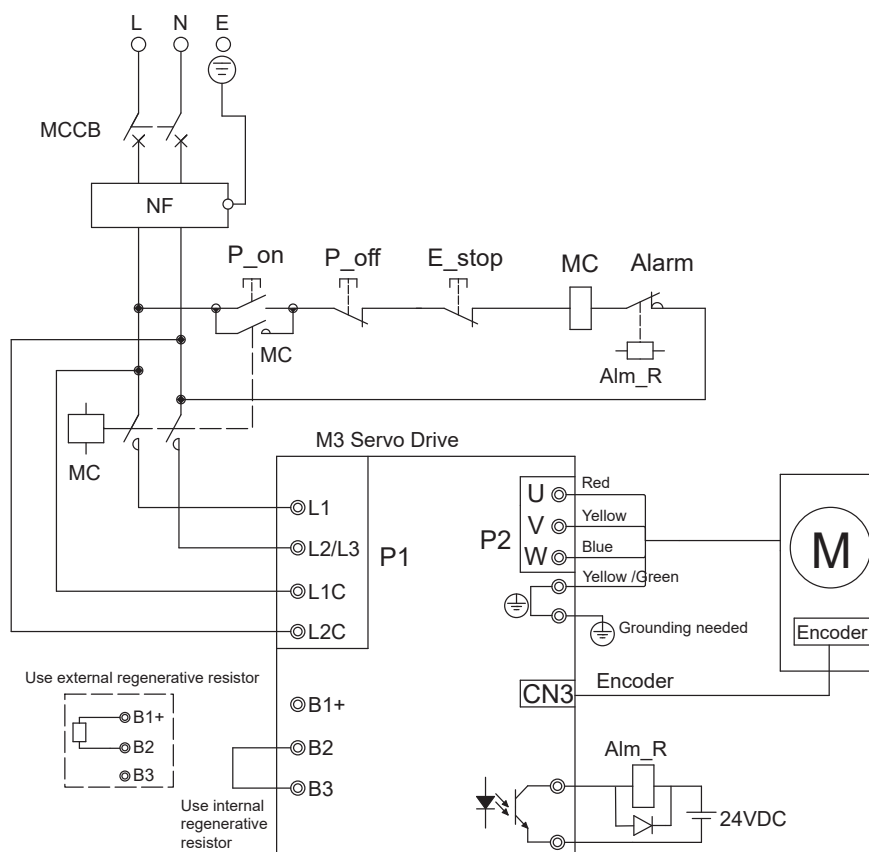 L N E
MCCB
NF
P_on P_off E_stop MC Alarm
MC
Alm_R
MC
M3 Servo Drive
L1
L2/L3
L1C
L2C
P1
P2
U
V
W
Red
Yellow
Blue
Yellow /Green
Grounding needed
M
Encoder
CN3
Encoder
Use external regenerative resistor
B1+
B2
B3
B1+
B2
B3
Use internal
regenerative
resistor
Alm_R
24VDC